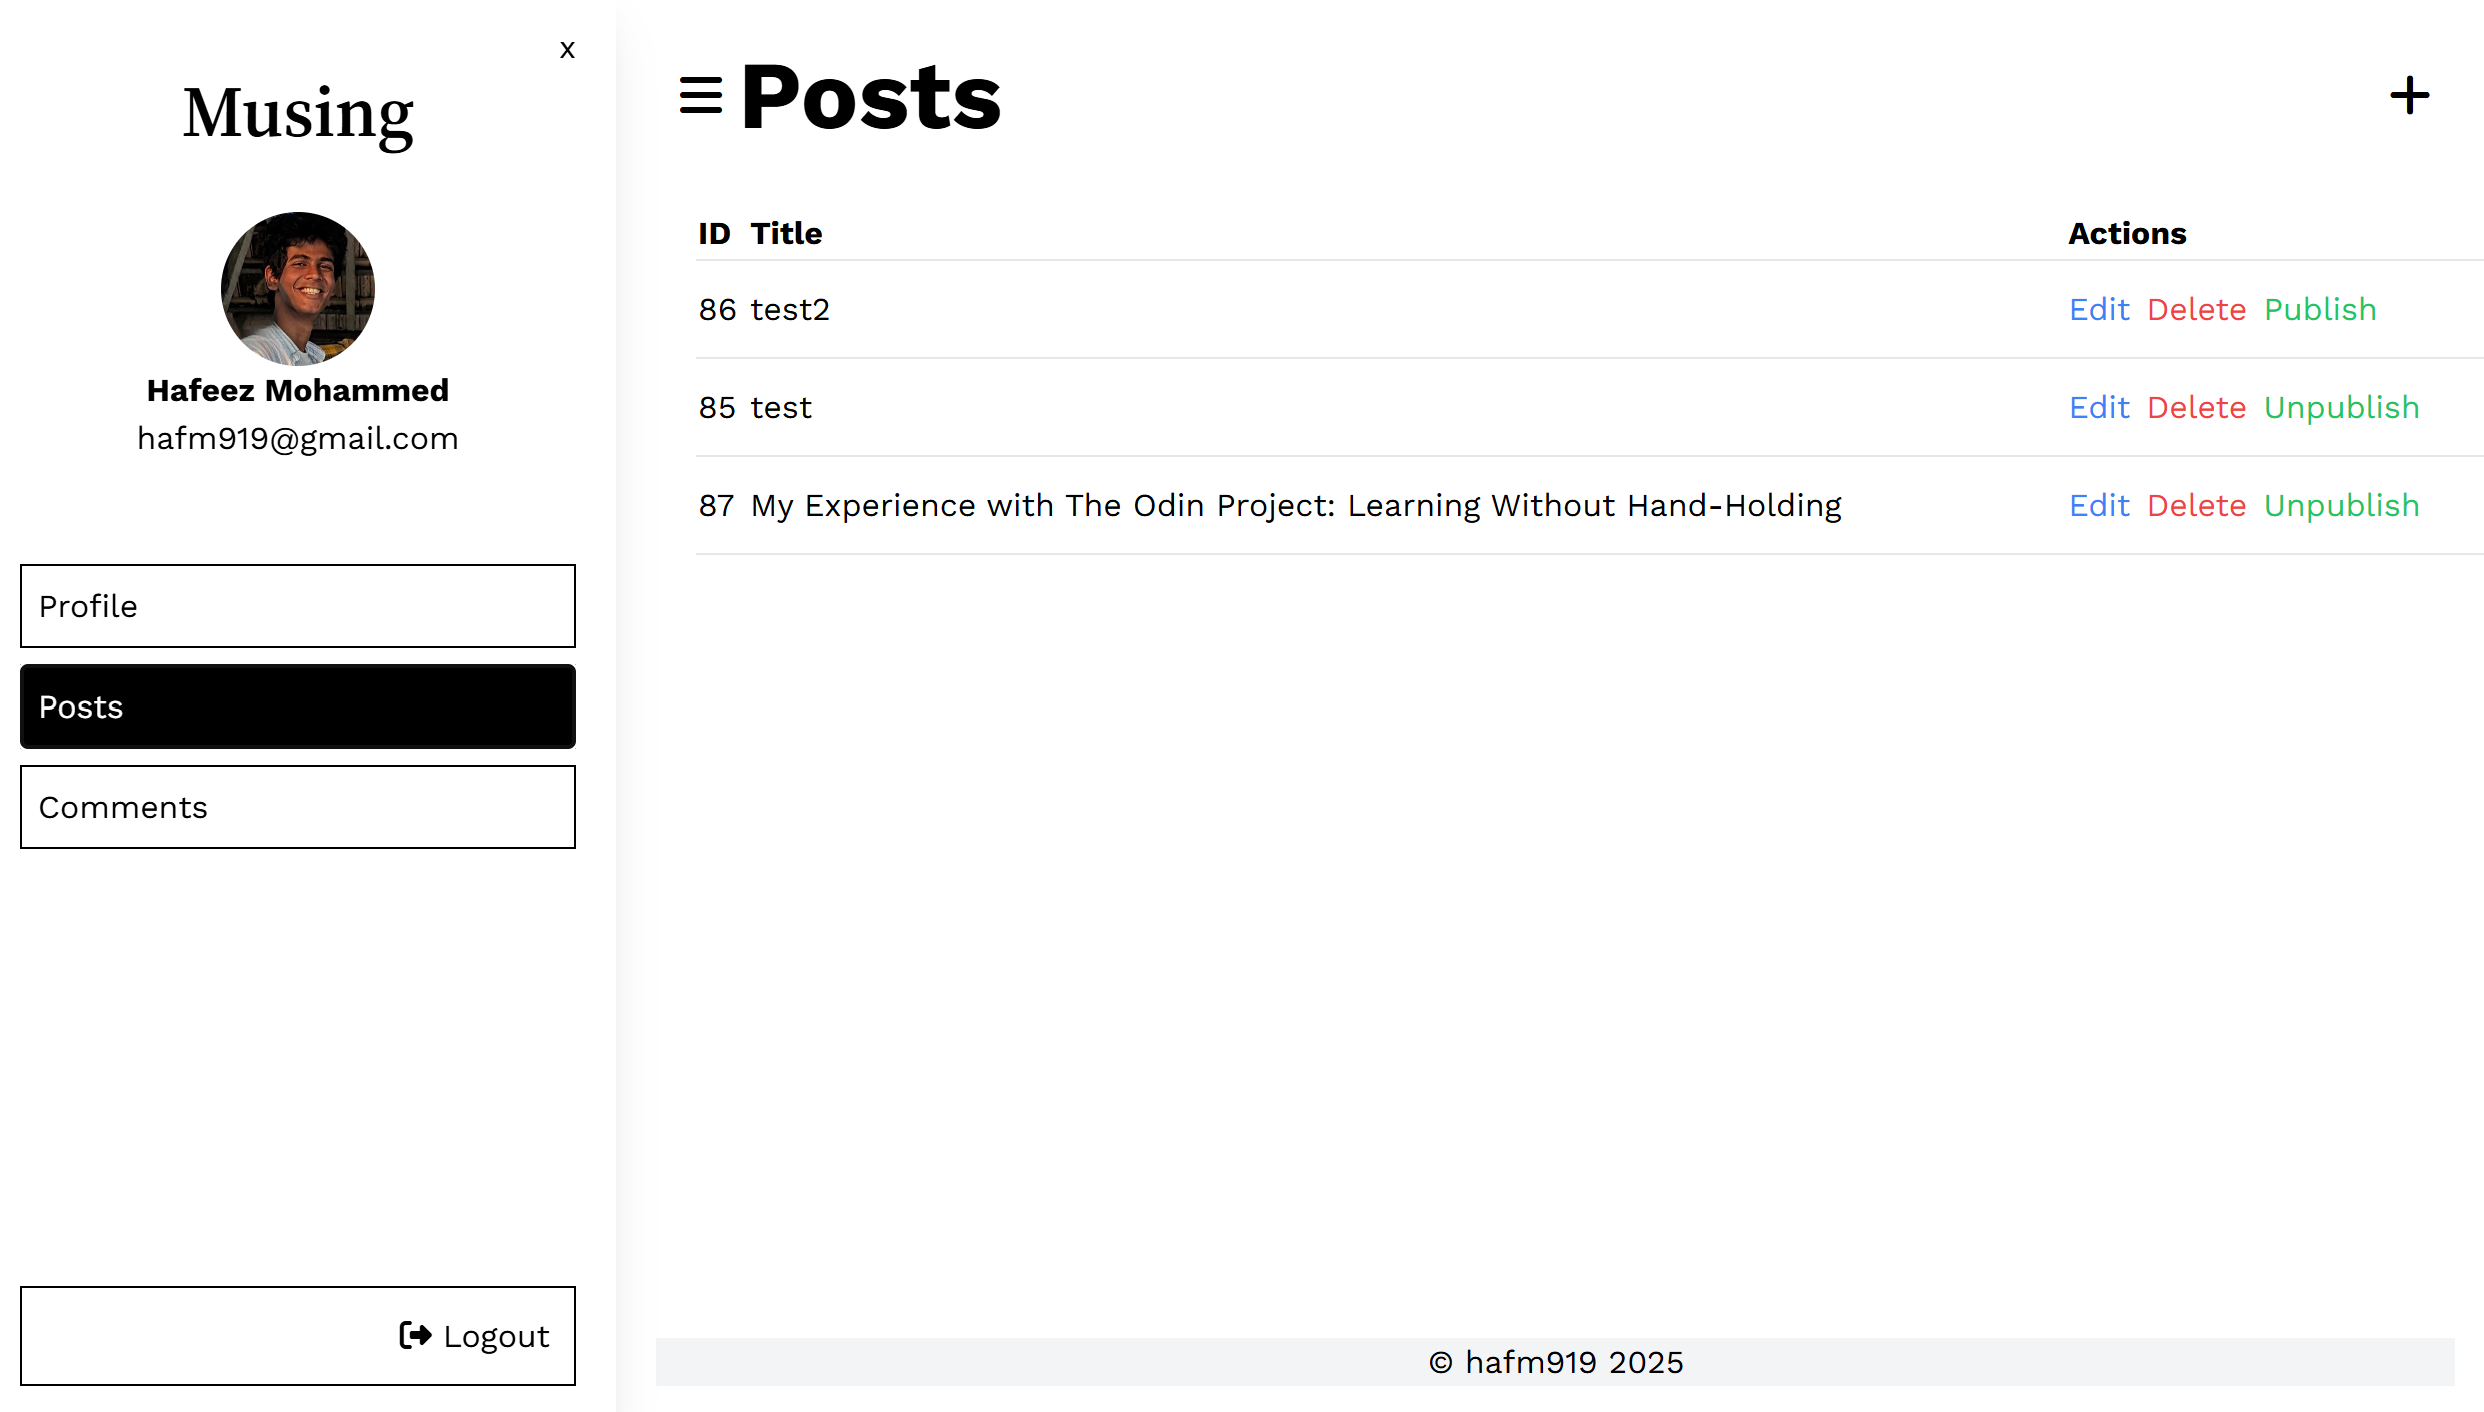 x
Musing
Hafeez Mohammed
hafm919@gmail.com
Profile
Posts
Comments
Logout
Posts
ID Title Actions
86 test2 Edit Delete Publish
85 test Edit Delete Unpublish
87 My Experience with The Odin Project: Learning Without Hand-Holding Edit Delete Unpublish
© hafm919 2025